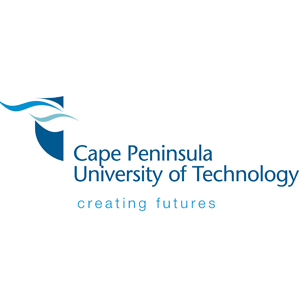 Cape Peninsula
University of Technology
creating futures